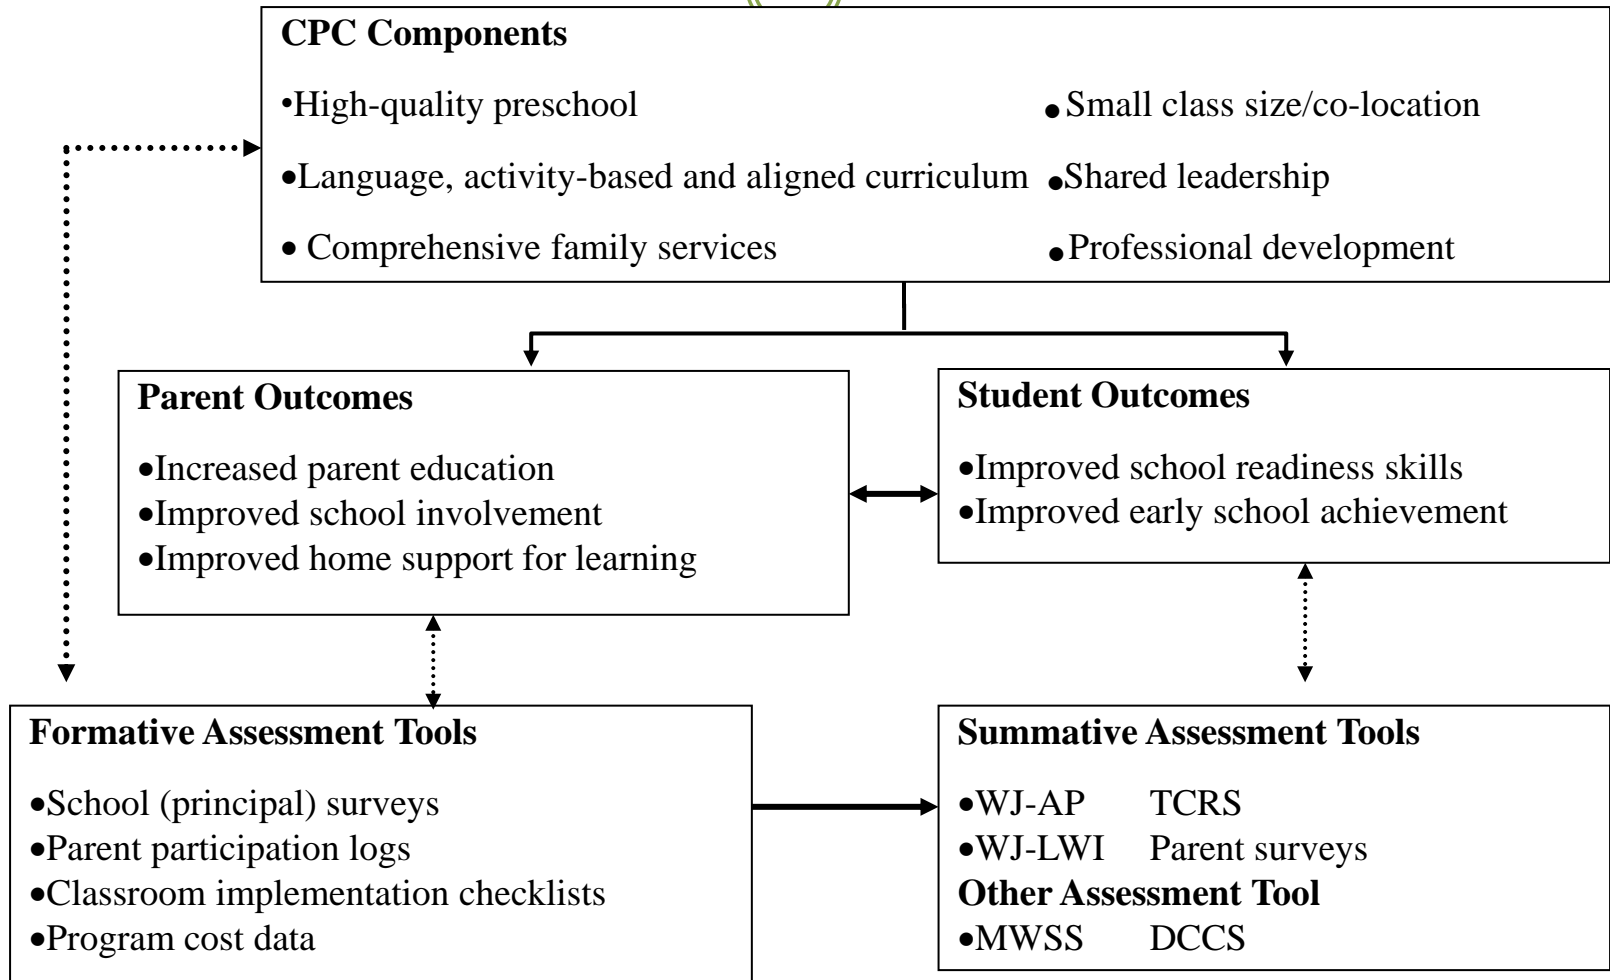 CPC Components
•High-quality preschool ● Small class size/co-location
●Language, activity-based and aligned curriculum ●Shared leadership
● Comprehensive family services ●Professional development
Parent Outcomes
●Increased parent education
●Improved school involvement
●Improved home support for learning
Student Outcomes
●Improved school readiness skills
●Improved early school achievement
Formative Assessment Tools
●School (principal) surveys
●Parent participation logs
●Classroom implementation checklists
●Program cost data
Summative Assessment Tools
●WJ-AP TCRS
●WJ-LWI Parent surveys
Other Assessment Tool
●MWSS DCCS